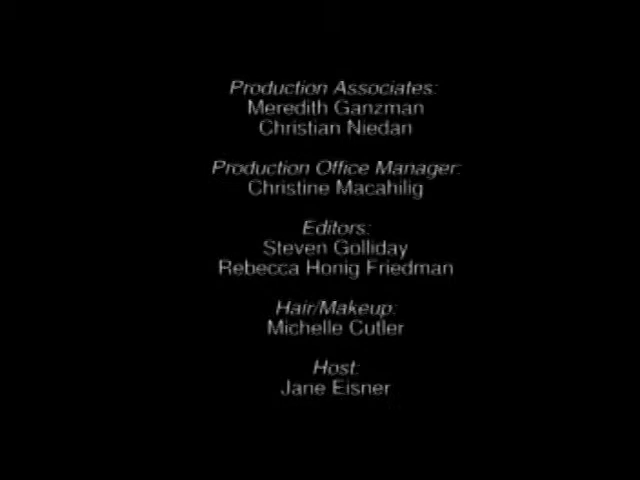 Production Associates:
Meredith Ganzman
Christian Niedan
Production Office Manager:
Christine Macahilig
Editors:
Steven Golliday
Rebecca Honig Friedman
Hair/Makeup:
Michelle Cutler
Host:
Jane Eisner